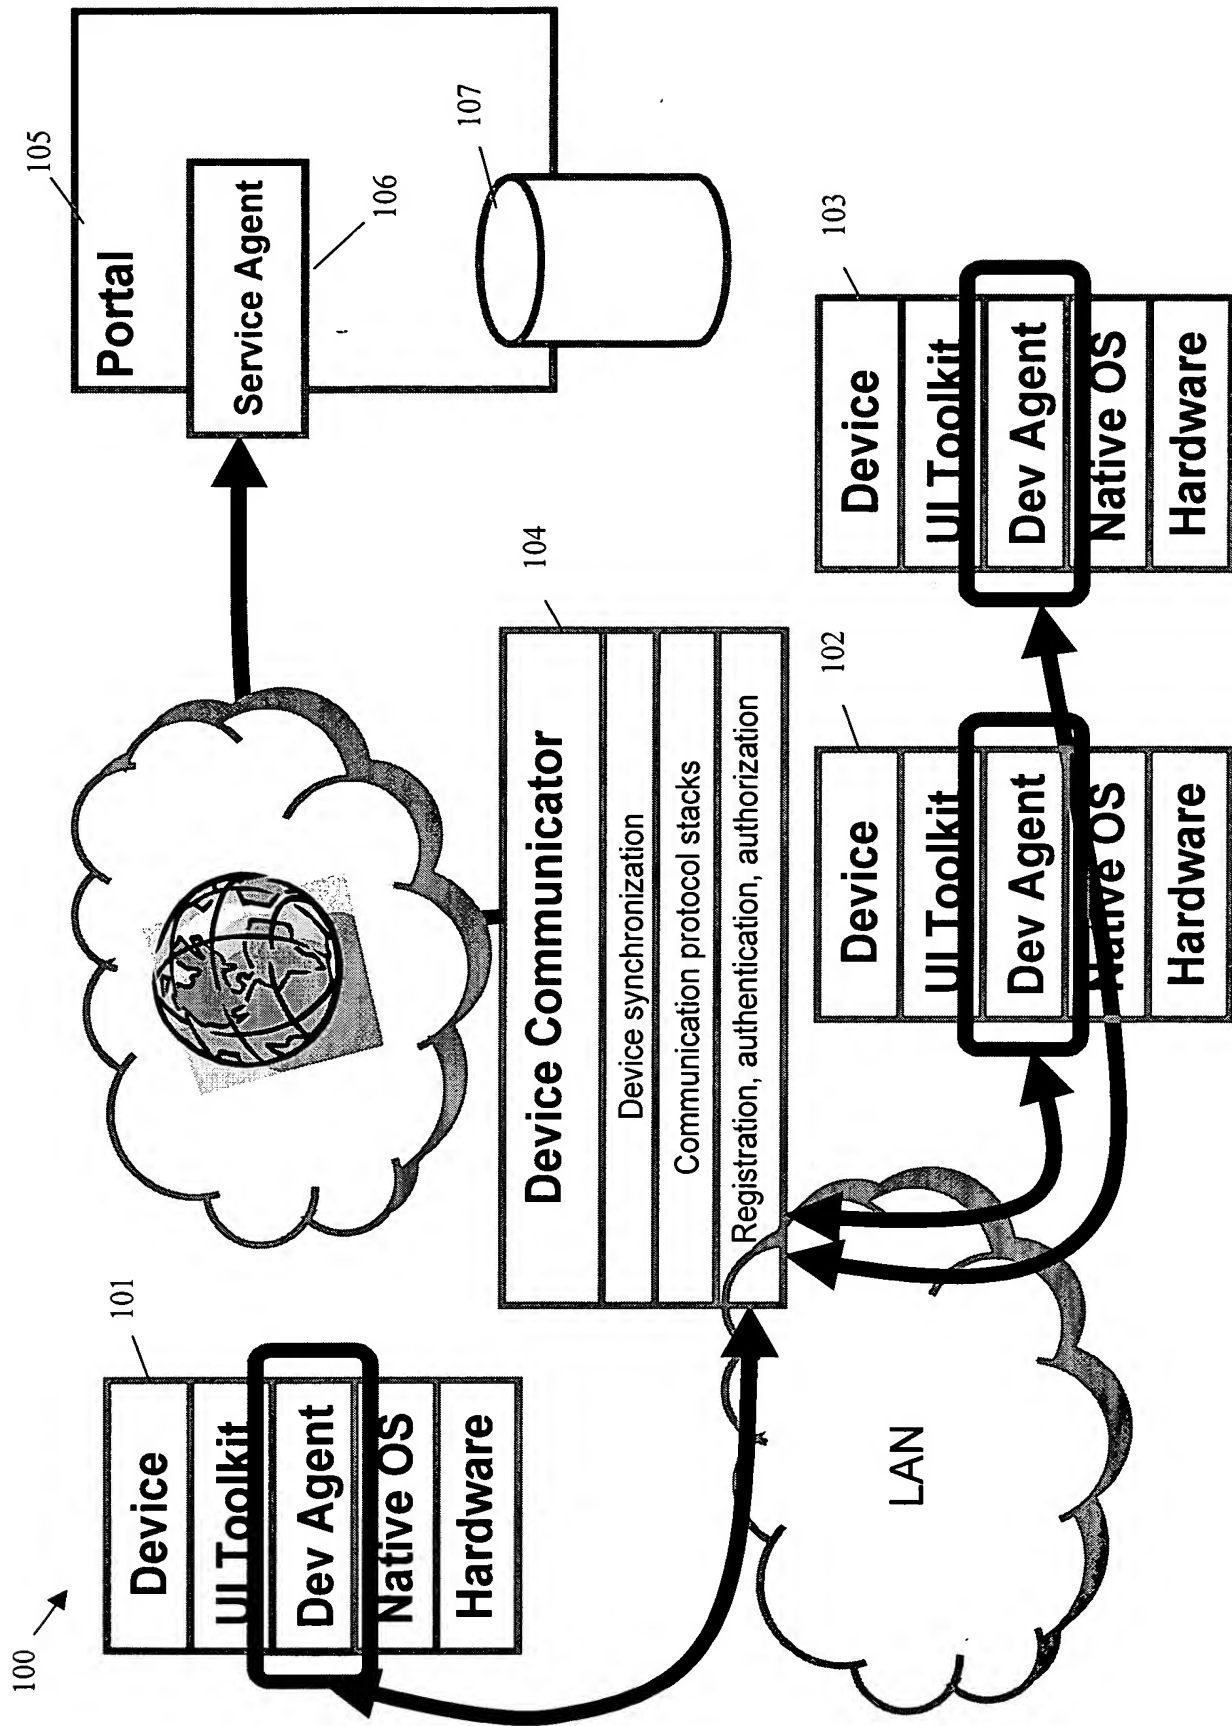 100
101
Device
UI Toolkit
Dev Agent
Native OS
Hardware
105
Portal
Service Agent
106
107
104
Device Communicator
Device synchronization
Communication protocol stacks
Registration, authentication, authorization
LAN
102
Device
UI Toolkit
Dev Agent
Native OS
Hardware
103
Device
UI Toolkit
Dev Agent
Native OS
Hardware